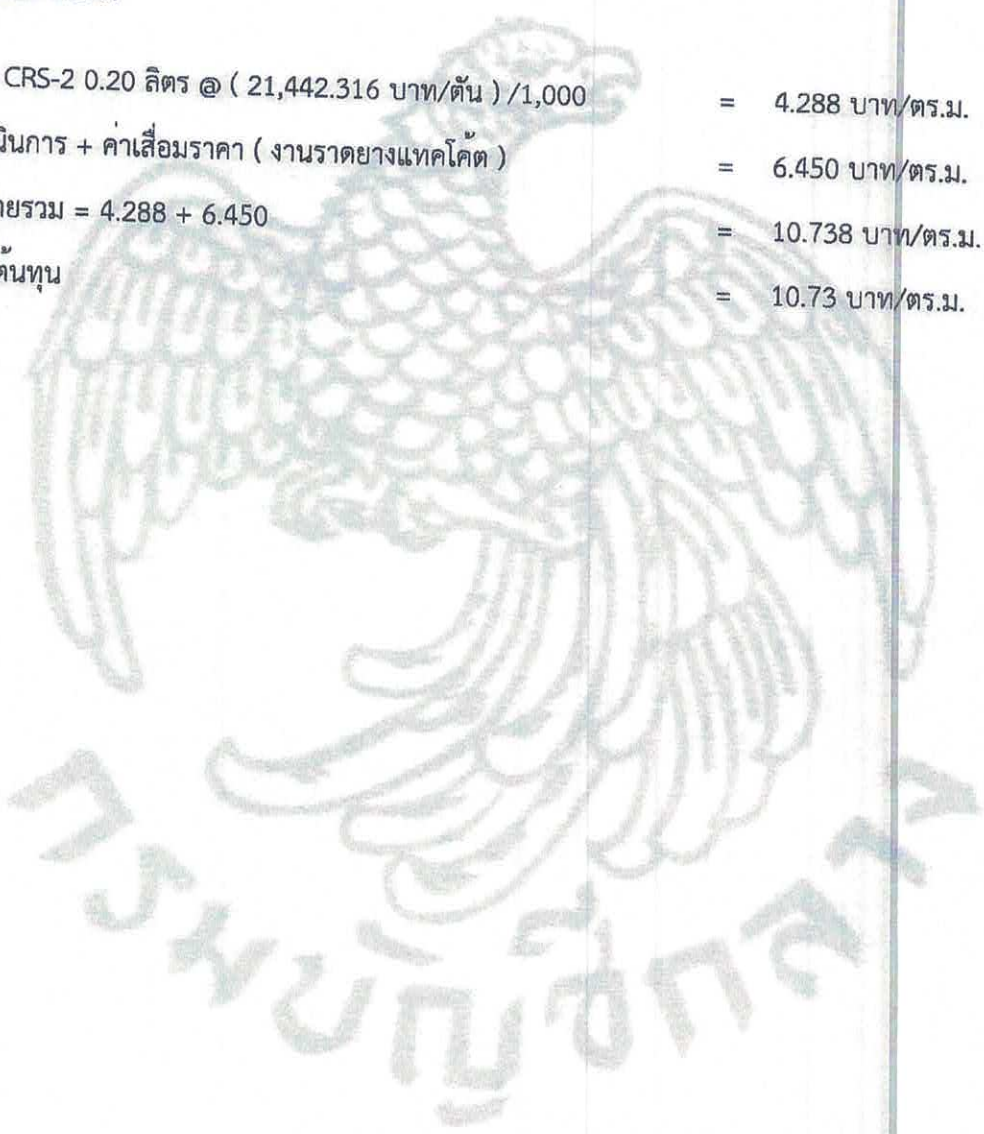 CRS-2 0.20 ลิตร @ ( 21,442.316 บาท/ตัน ) /1,000 = 4.288 บาท/ตร.ม.
นินการ + ค่าเสื่อมราคา ( งานราดยางแทคโค้ต ) = 6.450 บาท/ตร.ม.
ายรวม = 4.288 + 6.450 = 10.738 บาท/ตร.ม.
ต้นทุน = 10.73 บาท/ตร.ม.
กรมบัญชีกลาง